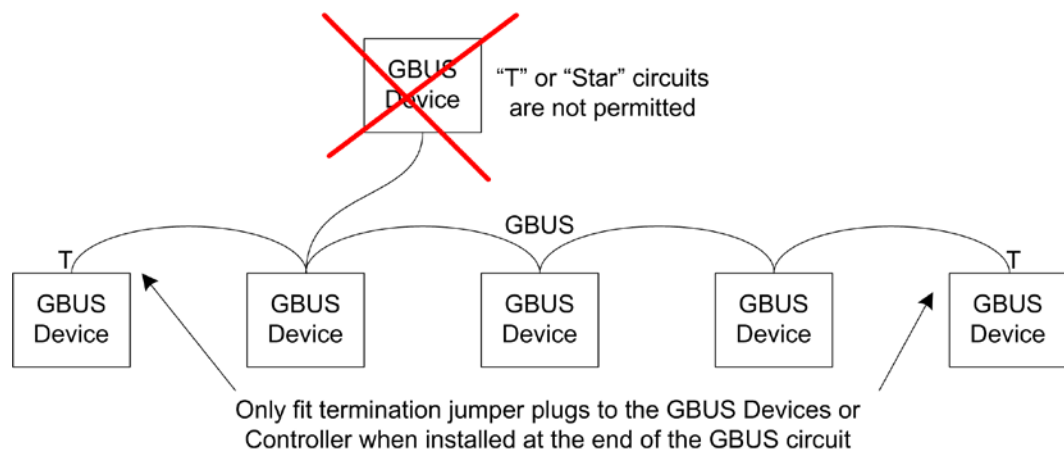 GBUS
Device
“T” or “Star” circuits
are not permitted
GBUS
T
T
GBUS
Device
GBUS
Device
GBUS
Device
GBUS
Device
GBUS
Device
Only fit termination jumper plugs to the GBUS Devices or
Controller when installed at the end of the GBUS circuit